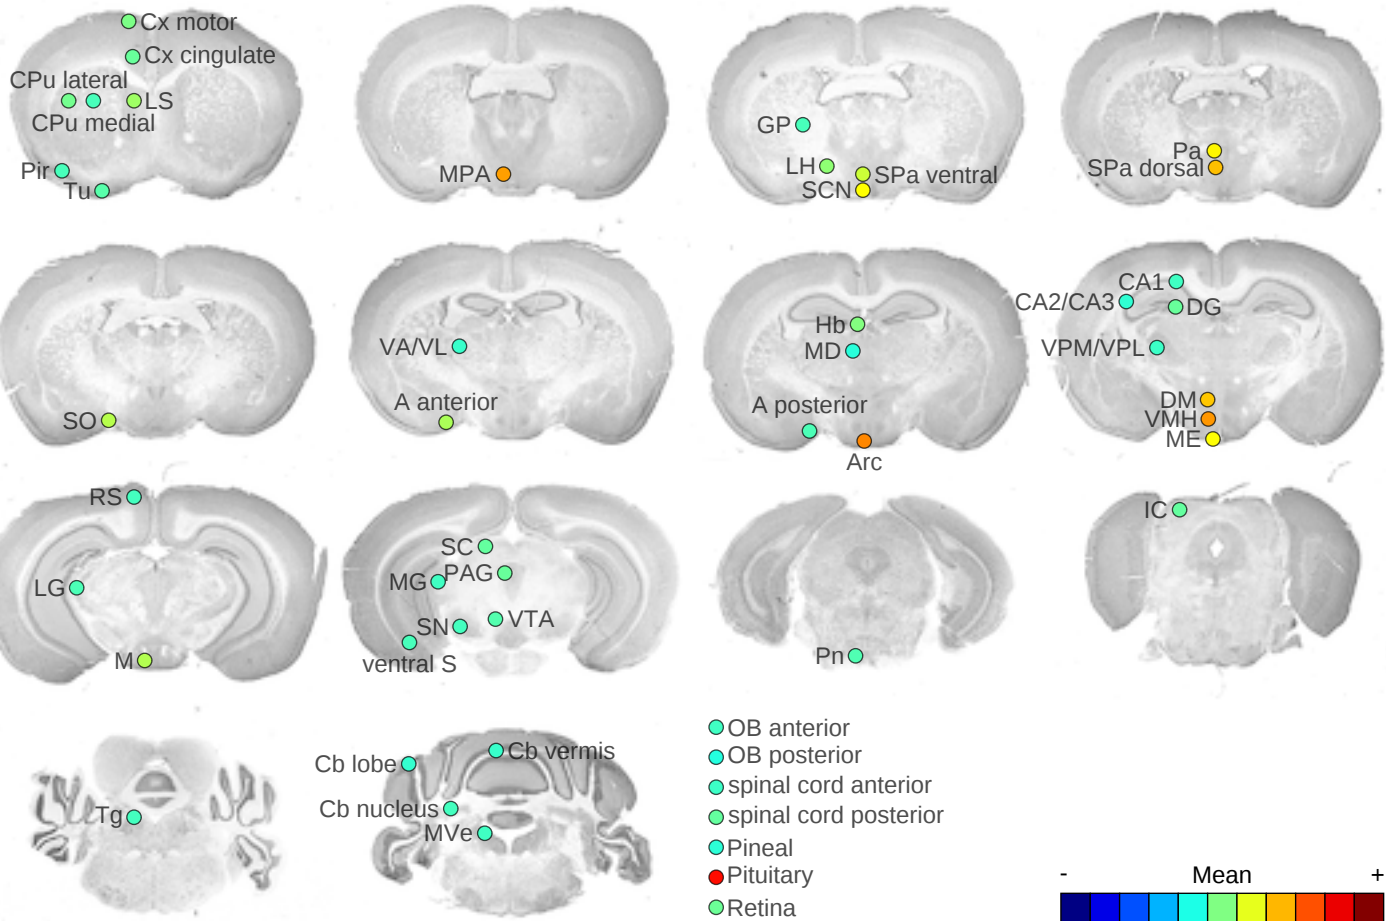 Cx motor
Cx cingulate
CPu lateral
LS
CPu medial
Pir
Tu
MPA
GP
LH
SPa ventral
SCN
Pa
SPa dorsal
SO
VA/VL
A anterior
Hb
MD
A posterior
Arc
CA1
CA2/CA3
DG
VPM/VPL
DM
VMH
ME
RS
LG
M
SC
PAG
MG
VTA
SN
ventral S
Pn
IC
Tg
Cb vermis
Cb lobe
Cb nucleus
MVe
OB anterior
OB posterior
spinal cord anterior
spinal cord posterior
Pineal
Pituitary
Retina
- Mean +